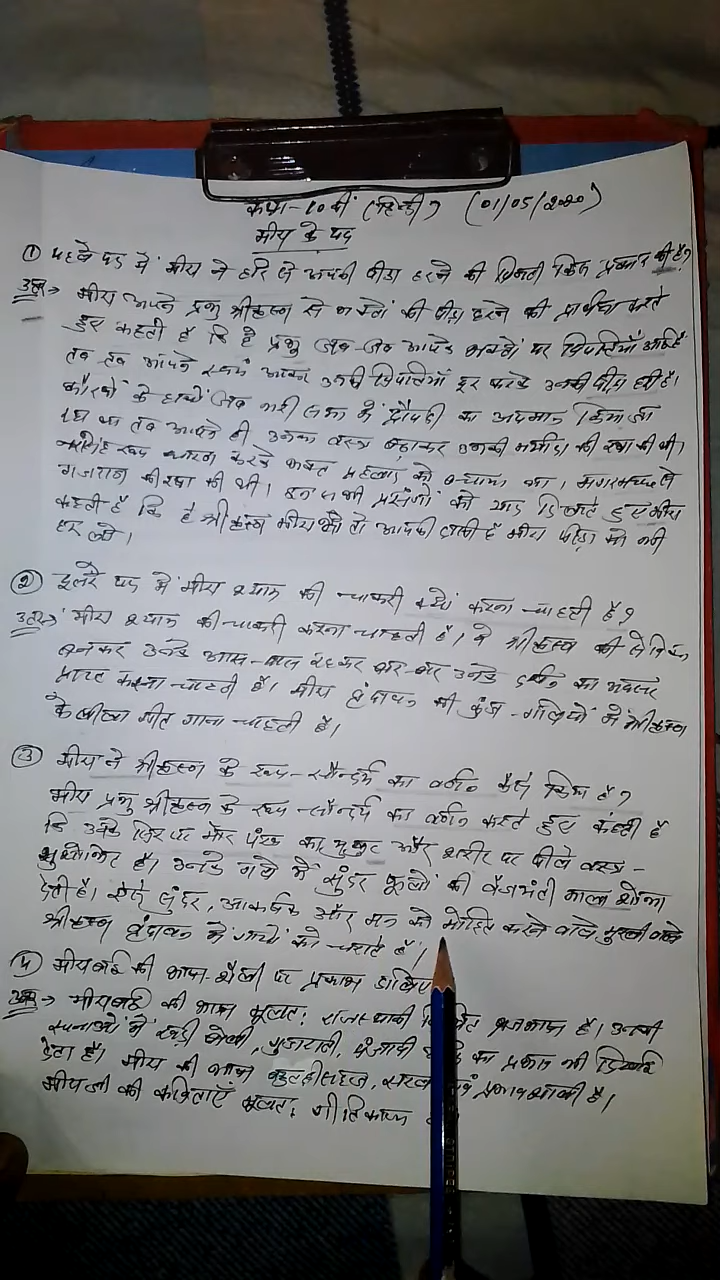 कक्षा-10वीं (हिन्दी) (01/05/2020)
मीरा के पद
① पहले पद में मीरा ने हरि से अपनी पीड़ा हरने की विनती किस प्रकार की है?
उत्तर→ मीरा अपने प्रभु श्रीकृष्ण से भक्तों की पीड़ा हरने की प्रार्थना करते
हुए कहती हैं कि हे प्रभु जब-जब आपके भक्तों पर विपत्तियाँ आई हैं
तब तब आपने स्वयं आकर उनकी विपत्तियाँ दूर करके उनकी पीड़ा हरी है।
कौरवों के हाथों जब भरी सभा में द्रौपदी का अपमान किया जा
रहा था तब आपने ही उनका वस्त्र बढ़ाकर उनकी मर्यादा की रक्षा की थी।
नरसिंह रूप धारण करके भक्त प्रहलाद को बचाया था, मगरमच्छ से
गजराज की रक्षा की थी। इन सभी प्रसंगों को याद दिलाते हुए मीरा
कहती हैं कि हे श्रीकृष्ण मीरा भी तो आपकी दासी है मीरा पीड़ा को भी
हर लो।
② दूसरे पद में मीरा श्याम की चाकरी क्यों करना चाहती है?
उत्तर→ मीरा श्याम की चाकरी करना चाहती हैं। वे श्रीकृष्ण की सेविका
बनकर उनके आस-पास रहकर बार-बार उनके दर्शन का अवसर
प्राप्त करना चाहती हैं। मीरा वृंदावन की कुंज-गलियों में श्रीकृष्ण
के लीला गीत गाना चाहती हैं।
③ मीरा ने श्रीकृष्ण के रूप-सौन्दर्य का वर्णन कैसे किया है?
मीरा प्रभु श्रीकृष्ण के रूप-सौन्दर्य का वर्णन करते हुए कहती हैं
कि उनके सिर पर मोर पंख का मुकुट और शरीर पर पीले वस्त्र-
सुशोभित हैं। उनके गले में सुंदर फूलों की वैजयंती माला शोभा
देती है। ऐसे सुंदर, आकर्षक और मन को मोहित करने वाले मुरली वाले
श्रीकृष्ण वृंदावन में गायों को चराते हैं।
④ मीराबाई की भाषा-शैली पर प्रकाश डालिए
उत्तर→ मीराबाई की भाषा मूलतः राजस्थानी मिश्रित ब्रजभाषा है। उनकी
रचनाओं में खड़ी बोली, गुजराती, पंजाबी का प्रभाव भी दिखाई
देता है। मीरा की भाषा सहज, सरल एवं प्रभावशाली है।
मीराजी की कविताएँ मूलतः गीतिकाव्य